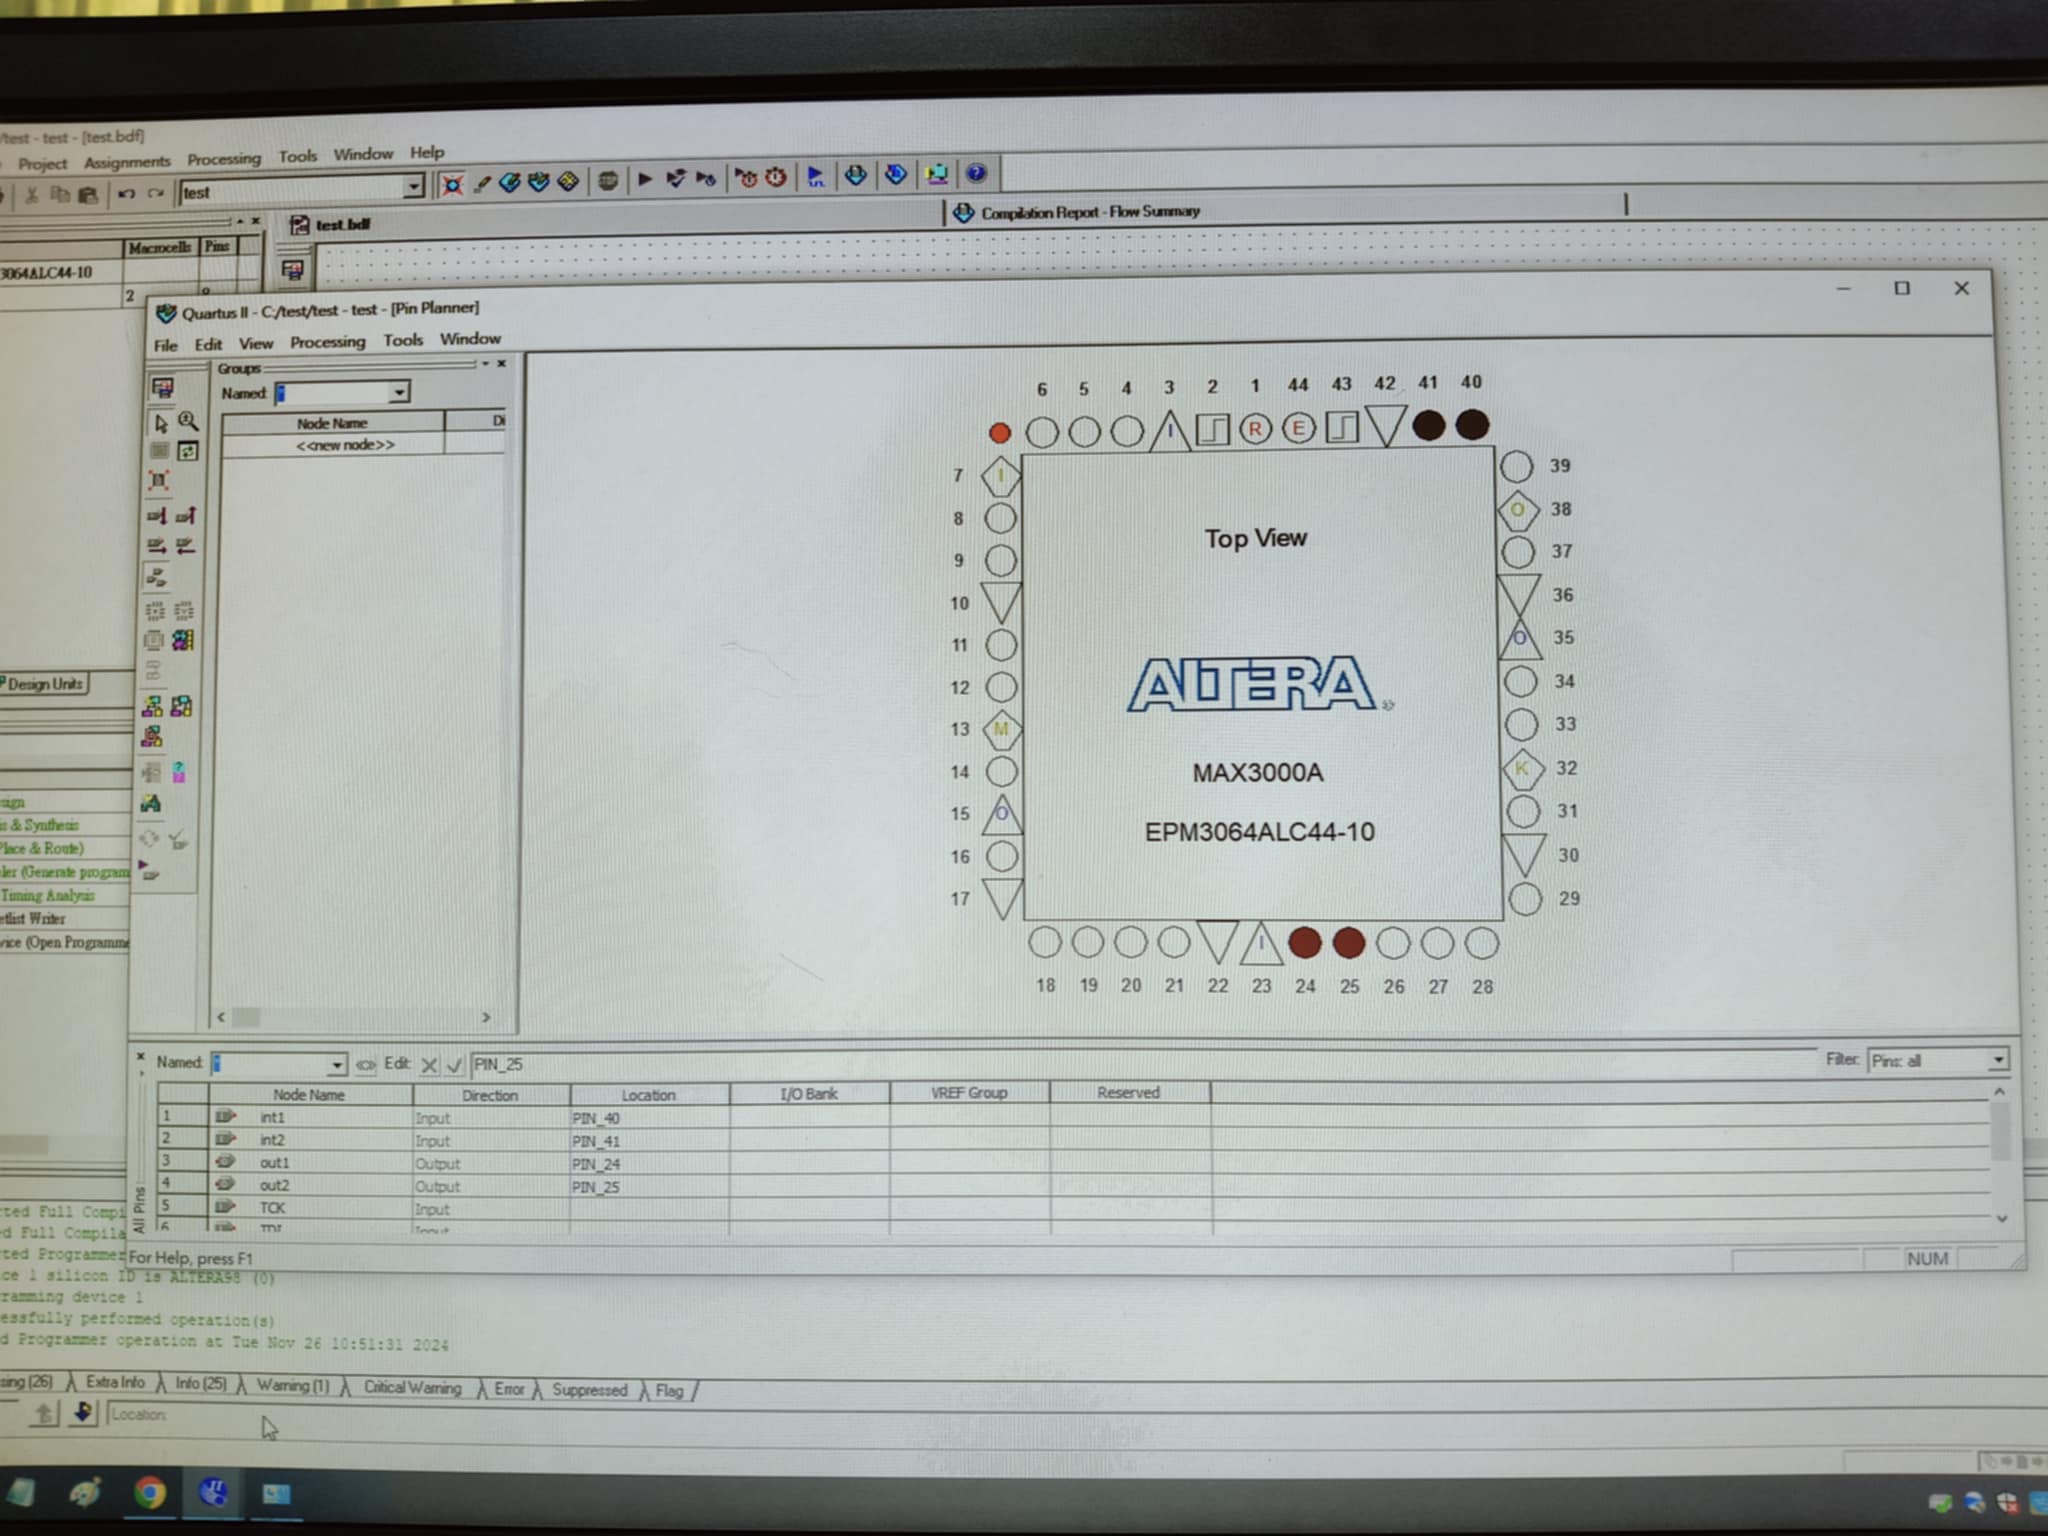 /test - test - [test.bdf]
Project Assignments Processing Tools Window Help
test
test.bdf
Compilation Report - Flow Summary
Macrocells Pins
3064ALC44-10
2
Quartus II - C:/test/test - test - [Pin Planner]
File Edit View Processing Tools Window
Groups
Named:
Node Name Di
<<new node>>
6 5 4 3 2 1 44 43 42 41 40
I R E
7 I
8
9
10
11
12
13 M
14
15 O
16
17
39
O 38
37
36
O 35
34
33
K 32
31
30
29
Top View
ALTERA®
MAX3000A
EPM3064ALC44-10
I
18 19 20 21 22 23 24 25 26 27 28
Design Units
sign
is & Synthesis
Place & Route)
ler (Generate program
Timing Analysis
etlist Writer
vice (Open Programme
Named: * Edit: PIN_25 Filter: Pins: all
Node Name Direction Location I/O Bank VREF Group Reserved
1 int1 Input PIN_40
2 int2 Input PIN_41
3 out1 Output PIN_24
4 out2 Output PIN_25
5 TCK Input
6 TDI Input
All Pins
For Help, press F1
NUM
rted Full Compi
d Full Compila
rted Programmer
ce 1 silicon ID is ALTERA98 (0)
ramming device 1
essfully performed operation(s)
d Programmer operation at Tue Nov 26 10:51:31 2024
sing (26) Extra Info Info (25) Warning (1) Critical Warning Error Suppressed Flag
Location: